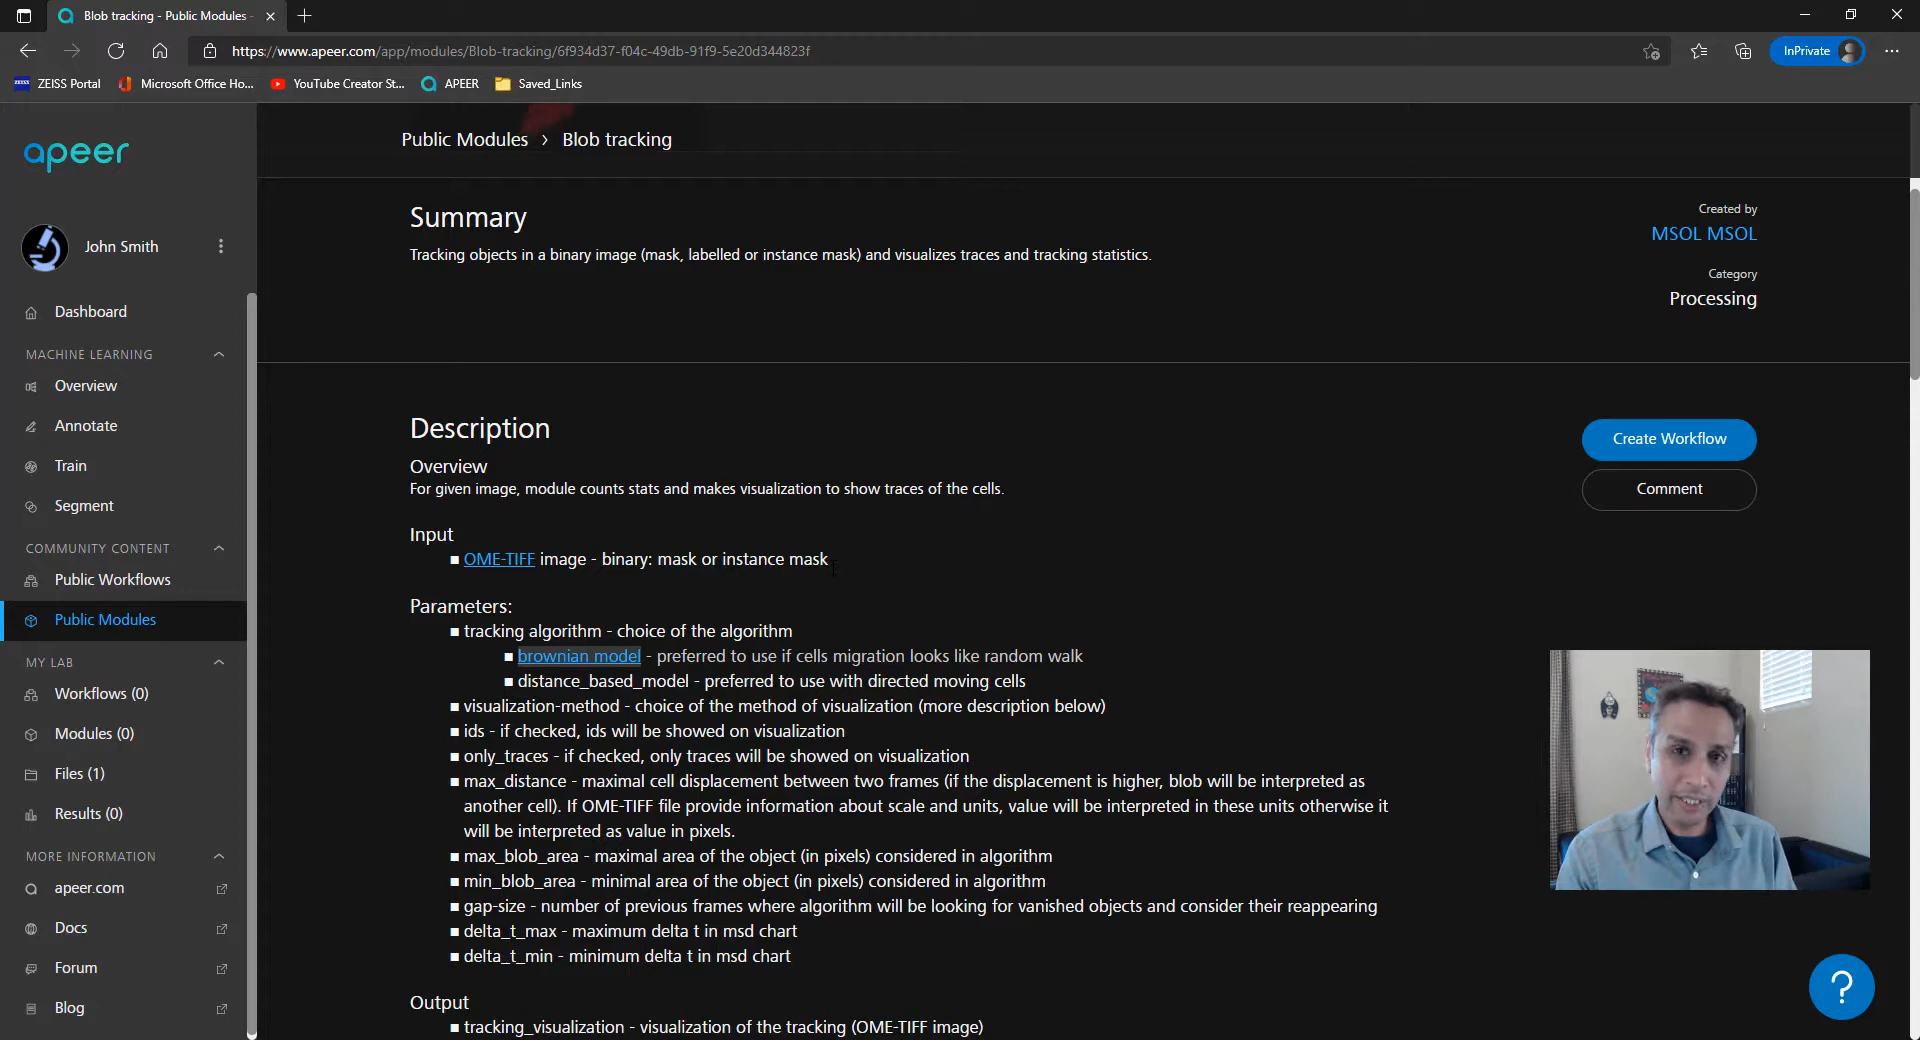 Blob tracking - Public Modules -
https://www.apeer.com/app/modules/Blob-tracking/6f934d37-f04c-49db-91f9-5e20d344823f
InPrivate
ZEISS Portal
Microsoft Office Ho...
YouTube Creator St...
APEER
Saved_Links
apeer
John Smith
Dashboard
MACHINE LEARNING
Overview
Annotate
Train
Segment
COMMUNITY CONTENT
Public Workflows
Public Modules
MY LAB
Workflows (0)
Modules (0)
Files (1)
Results (0)
MORE INFORMATION
apeer.com
Docs
Forum
Blog
Public Modules > Blob tracking
Summary
Tracking objects in a binary image (mask, labelled or instance mask) and visualizes traces and tracking statistics.
Created by
MSOL MSOL
Category
Processing
Description
Create Workflow
Comment
Overview
For given image, module counts stats and makes visualization to show traces of the cells.
Input
▪ OME-TIFF image - binary: mask or instance mask
Parameters:
▪ tracking algorithm - choice of the algorithm
▪ brownian model - preferred to use if cells migration looks like random walk
▪ distance_based_model - preferred to use with directed moving cells
▪ visualization-method - choice of the method of visualization (more description below)
▪ ids - if checked, ids will be showed on visualization
▪ only_traces - if checked, only traces will be showed on visualization
▪ max_distance - maximal cell displacement between two frames (if the displacement is higher, blob will be interpreted as
another cell). If OME-TIFF file provide information about scale and units, value will be interpreted in these units otherwise it
will be interpreted as value in pixels.
▪ max_blob_area - maximal area of the object (in pixels) considered in algorithm
▪ min_blob_area - minimal area of the object (in pixels) considered in algorithm
▪ gap-size - number of previous frames where algorithm will be looking for vanished objects and consider their reappearing
▪ delta_t_max - maximum delta t in msd chart
▪ delta_t_min - minimum delta t in msd chart
Output
▪ tracking_visualization - visualization of the tracking (OME-TIFF image)
?